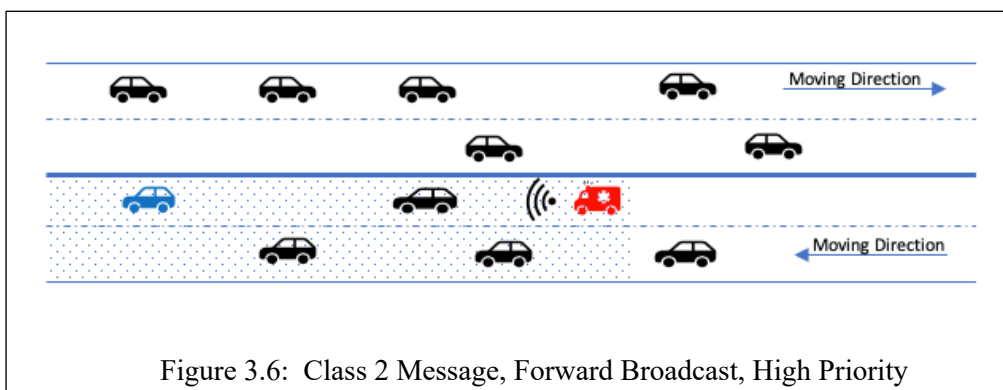 Moving Direction
Moving Direction
Figure 3.6: Class 2 Message, Forward Broadcast, High Priority